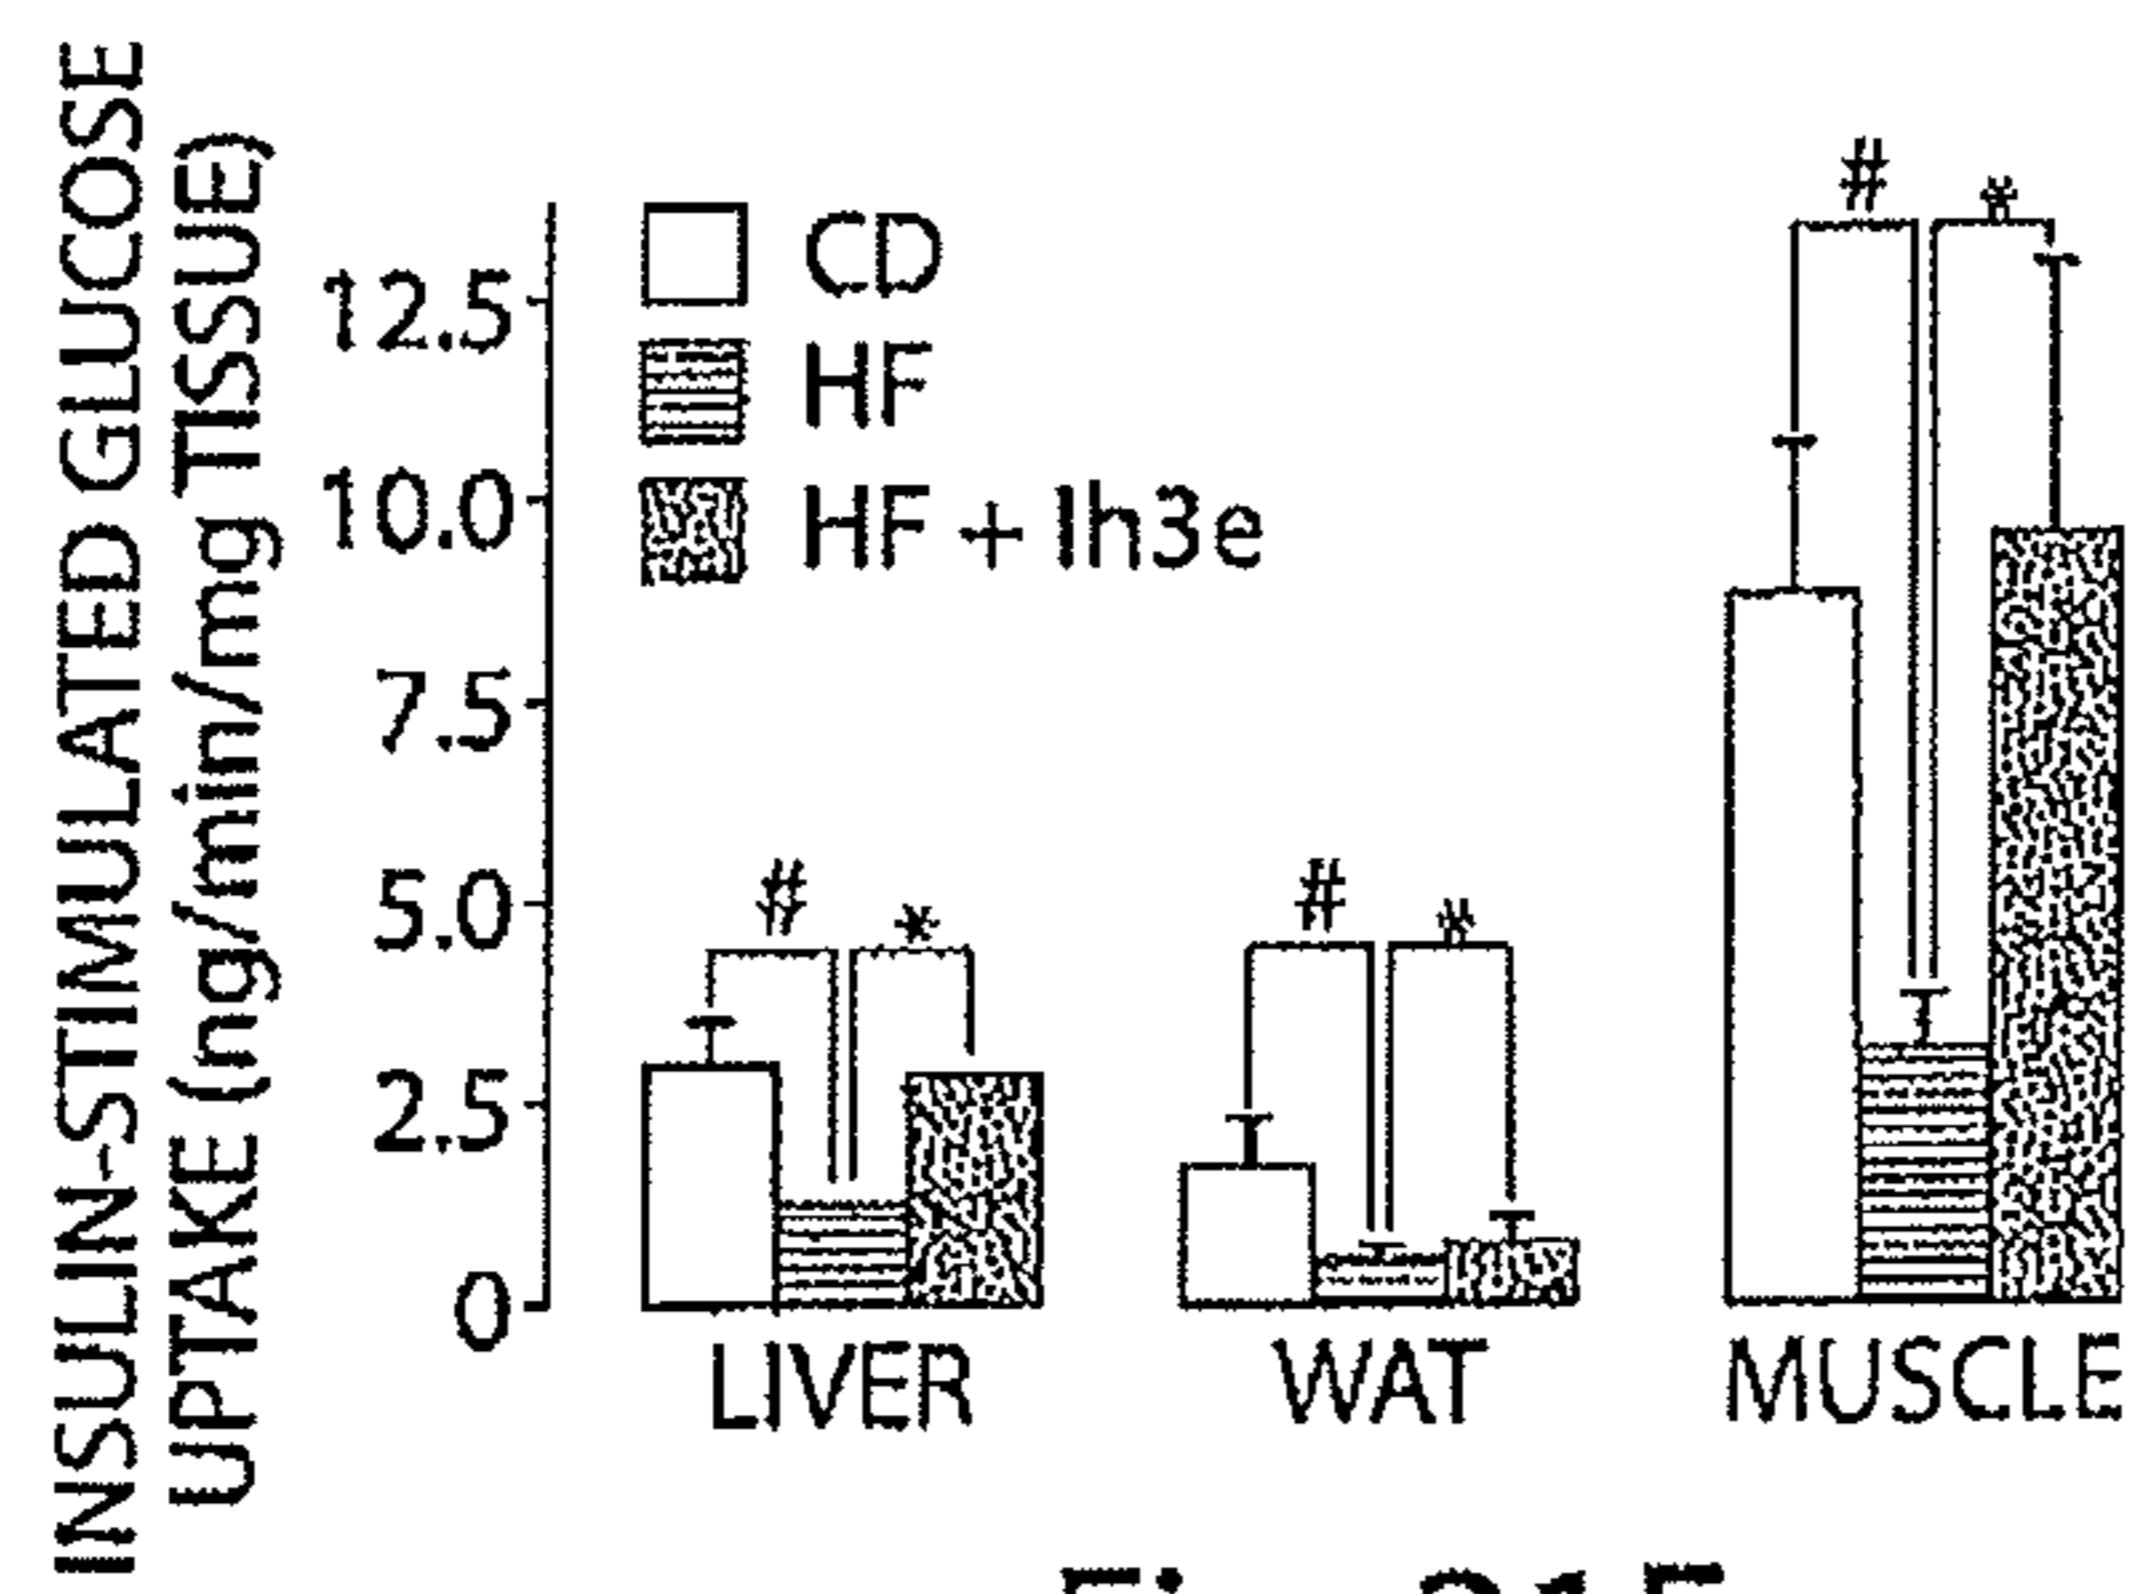 INSULIN-STIMULATED GLUCOSE
UPTAKE (ng/min/mg TISSUE)
12.5
10.0
7.5
5.0
2.5
0
CD
HF
HF + Ih3e
# *
# *
# *
LIVER WAT MUSCLE